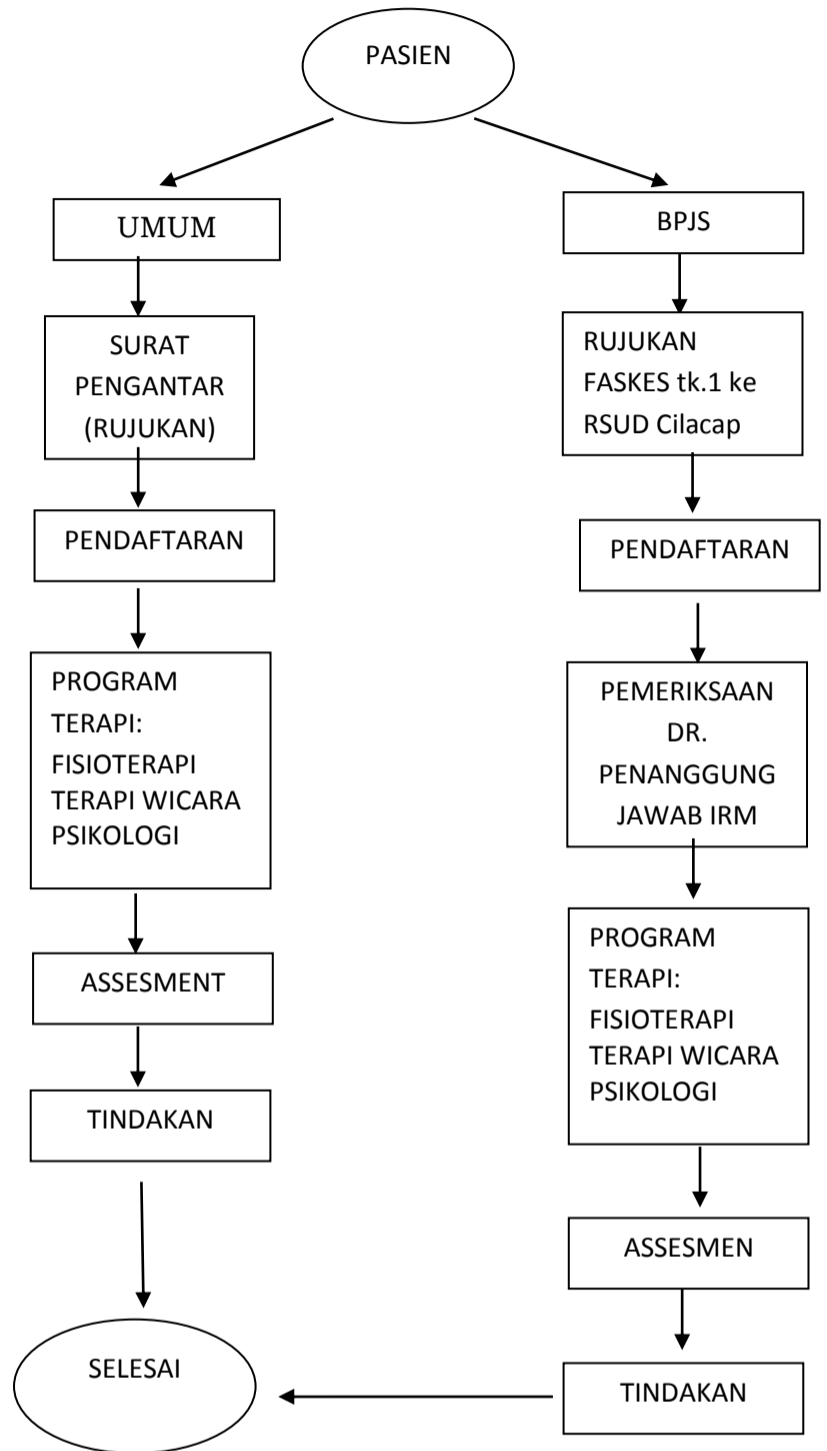 PASIEN
UMUM
SURAT
PENGANTAR
(RUJUKAN)
PENDAFTARAN
PROGRAM
TERAPI:
FISIOTERAPI
TERAPI WICARA
PSIKOLOGI
ASSESMENT
TINDAKAN
SELESAI
BPJS
RUJUKAN
FASKES tk.1 ke
RSUD Cilacap
PENDAFTARAN
PEMERIKSAAN
DR.
PENANGGUNG
JAWAB IRM
PROGRAM
TERAPI:
FISIOTERAPI
TERAPI WICARA
PSIKOLOGI
ASSESMEN
TINDAKAN